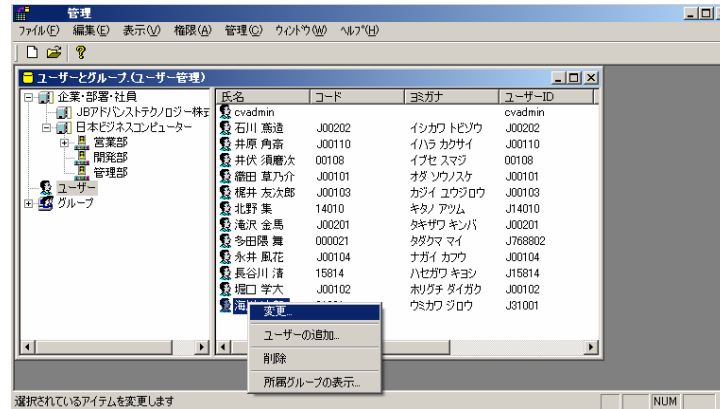 管理
ファイル(F) 編集(E) 表示(V) 権限(A) 管理(C) ウィンドウ(W) ヘルプ(H)
ユーザーとグループ.(ユーザー管理)
企業・部署・社員
JBアドバンストテクノロジー株式
日本ビジネスコンピューター
営業部
開発部
管理部
ユーザー
グループ
氏名 コード ヨミガナ ユーザーID
cvadmin cvadmin
石川 蔦造 J00202 イシカワ トビゾウ J00202
井原 角斎 J00110 イハラ カクサイ J00110
井伏 須磨次 00108 イブセ スマジ 00108
織田 草乃介 J00101 オダ ソウノスケ J00101
梶井 友次郎 J00103 カジイ ユウジロウ J00103
北野 集 14010 キタノ アツム J14010
滝沢 金馬 J00201 タキザワ キンバ J00201
多田隈 舞 000021 タダクマ マイ J768802
永井 風花 J00104 ナガイ カフウ J00104
長谷川 清 15814 ハセガワ キヨシ J15814
堀口 学大 J00102 ホリグチ ダイガク J00102
海 ウミカワ ジロウ J31001
変更...
ユーザーの追加...
削除
所属グループの表示...
選択されているアイテムを変更します NUM